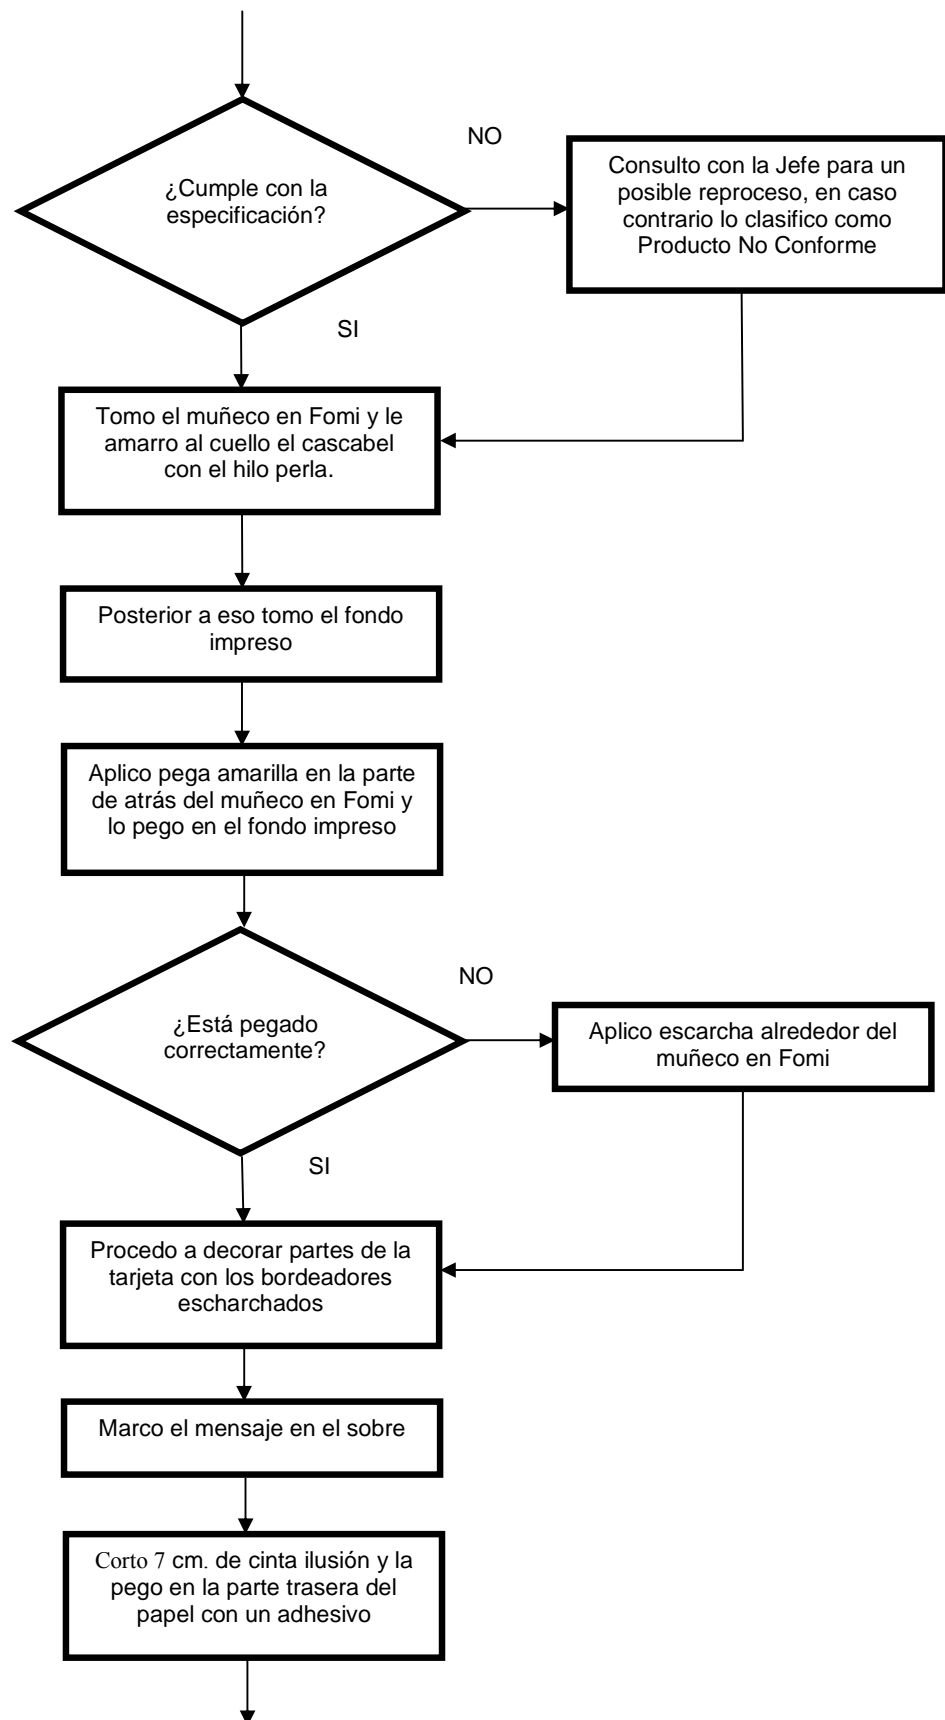 ¿Cumple con la
especificación?
NO
Consulto con la Jefe para un
posible reproceso, en caso
contrario lo clasifico como
Producto No Conforme
SI
Tomo el muñeco en Fomi y le
amarro al cuello el cascabel
con el hilo perla.
Posterior a eso tomo el fondo
impreso
Aplico pega amarilla en la parte
de atrás del muñeco en Fomi y
lo pego en el fondo impreso
¿Está pegado
correctamente?
NO
Aplico escarcha alrededor del
muñeco en Fomi
SI
Procedo a decorar partes de la
tarjeta con los bordeadores
escharchados
Marco el mensaje en el sobre
Corto 7 cm. de cinta ilusión y la
pego en la parte trasera del
papel con un adhesivo